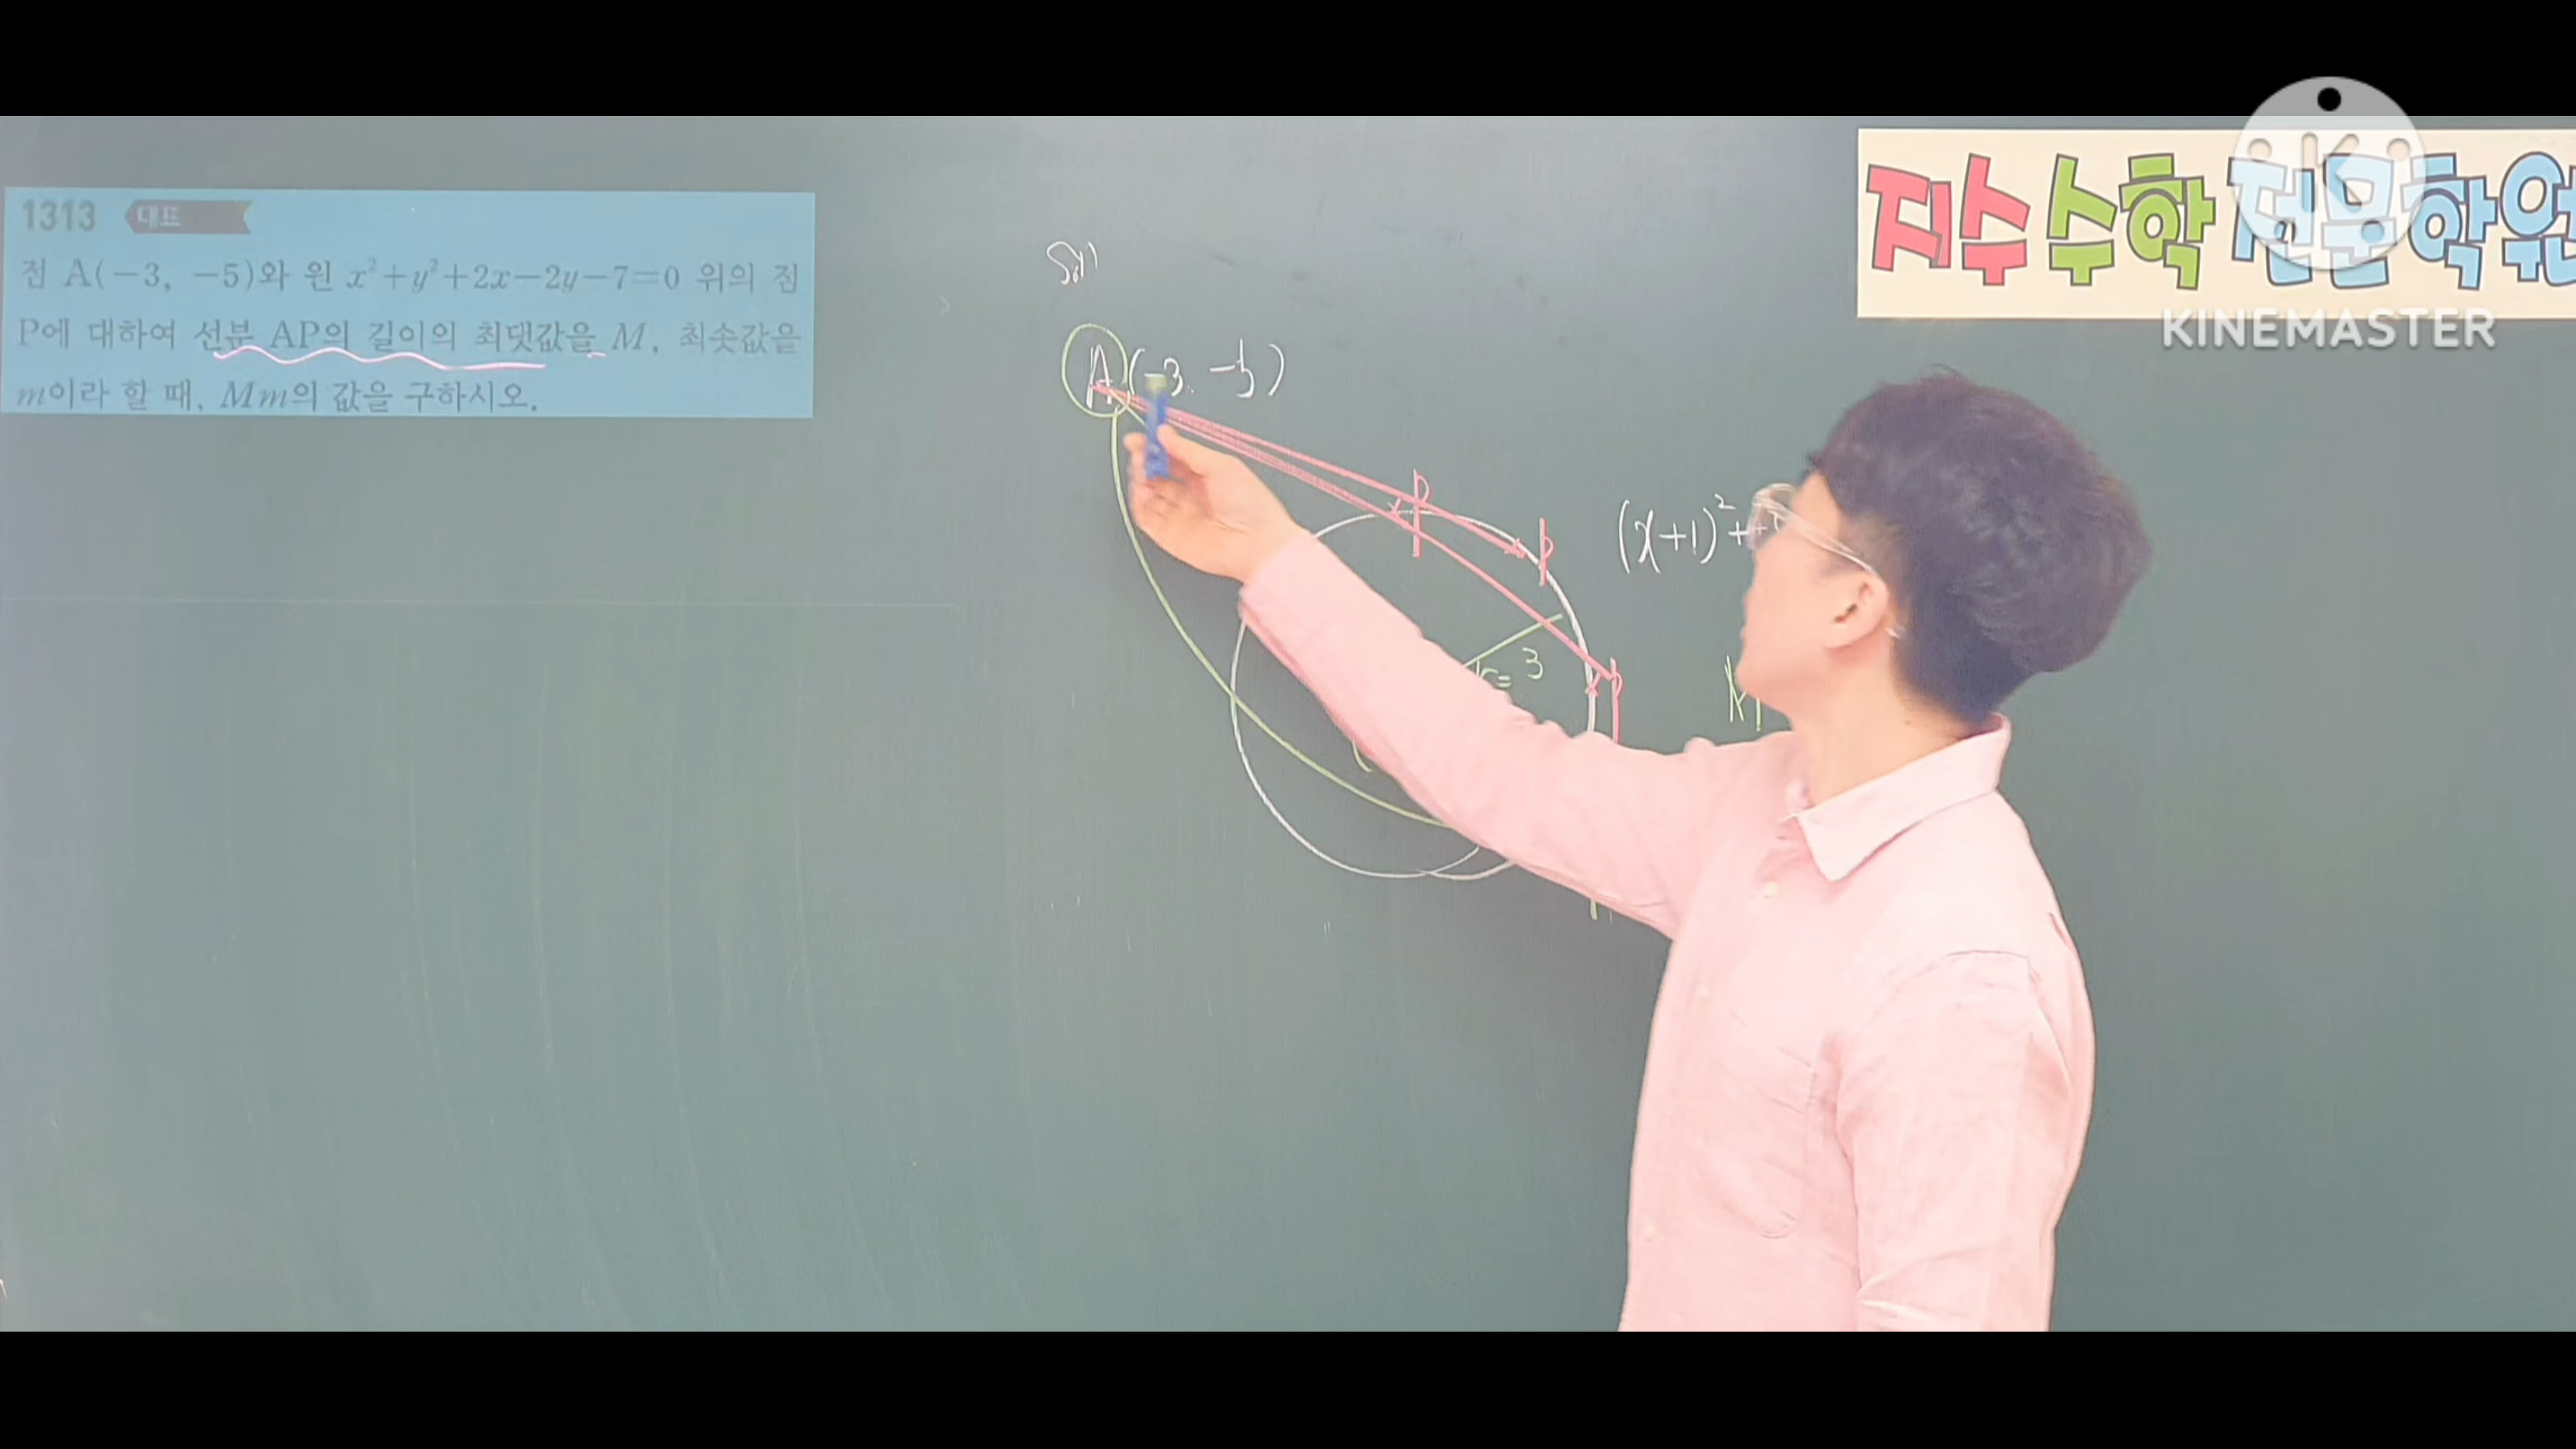 1313 대표
점 A(−3, −5)와 원 x²+y²+2x−2y−7=0 위의 점
P에 대하여 선분 AP의 길이의 최댓값을 M, 최솟값을
m이라 할 때, Mm의 값을 구하시오.
지수수학 전문학원
KINEMASTER
Sol)
A(-3, -5)
P
P
(x+1)²+
r=3
P